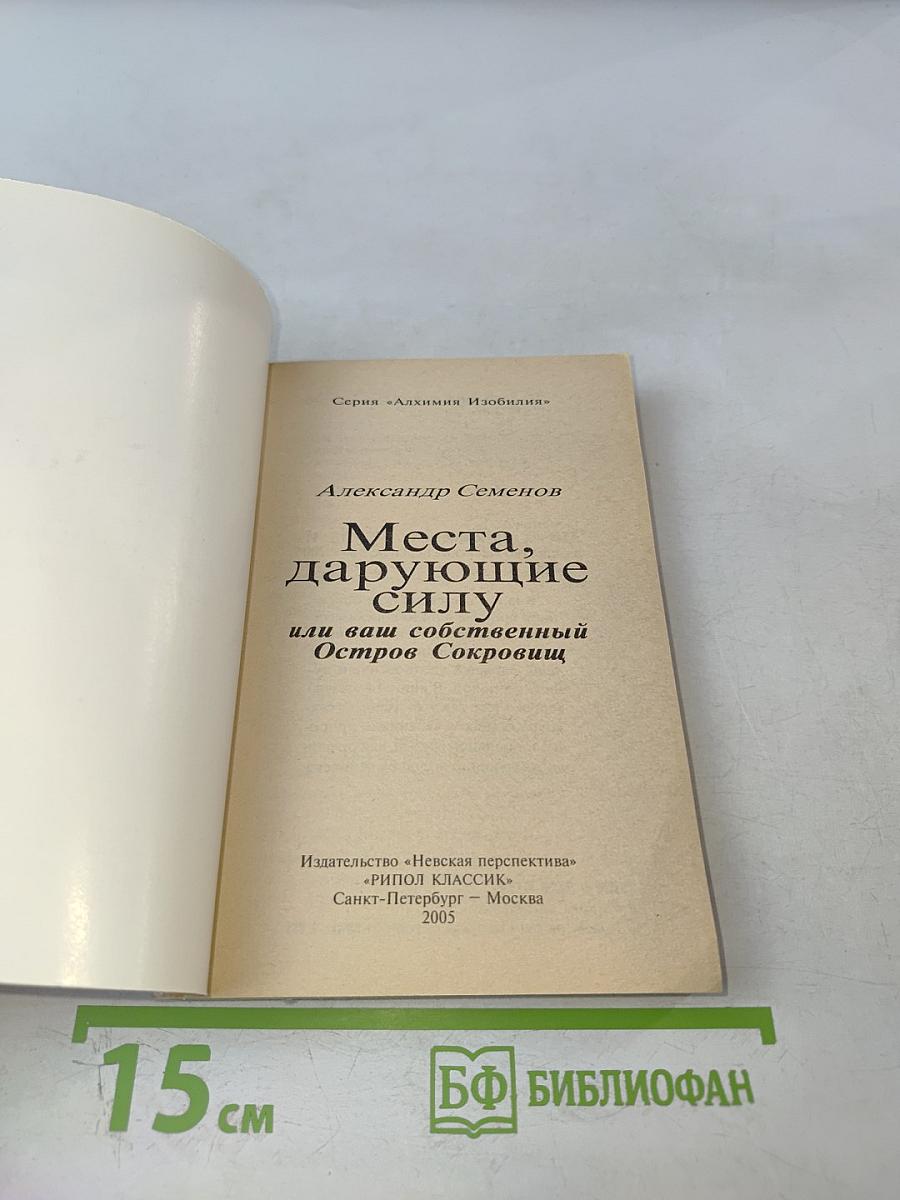 Серия «Алхимия Изобилия»
Александр Семенов
Места,
дарующие
силу
или ваш собственный
Остров Сокровищ
Издательство «Невская перспектива»
«РИПОЛ КЛАССИК»
Санкт-Петербург — Москва
2005
15 см
БФ БИБЛИОФАН